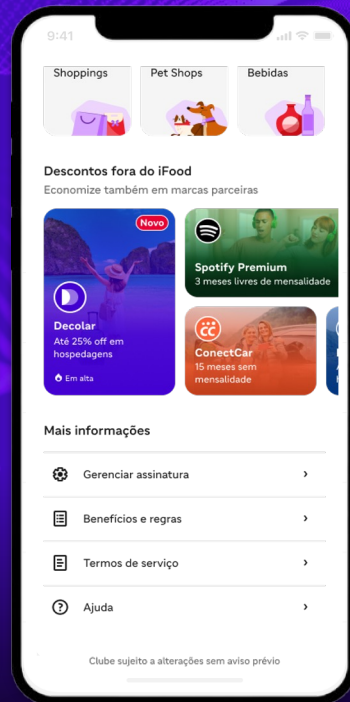 9:41
Shoppings
Pet Shops
Bebidas
Descontos fora do iFood
Economize também em marcas parceiras
Novo
Decolar
Até 25% off em
hospedagens
Em alta
Spotify Premium
3 meses livres de mensalidade
ConectCar
15 meses sem
mensalidade
Mais informações
Gerenciar assinatura
Benefícios e regras
Termos de serviço
Ajuda
Clube sujeito a alterações sem aviso prévio